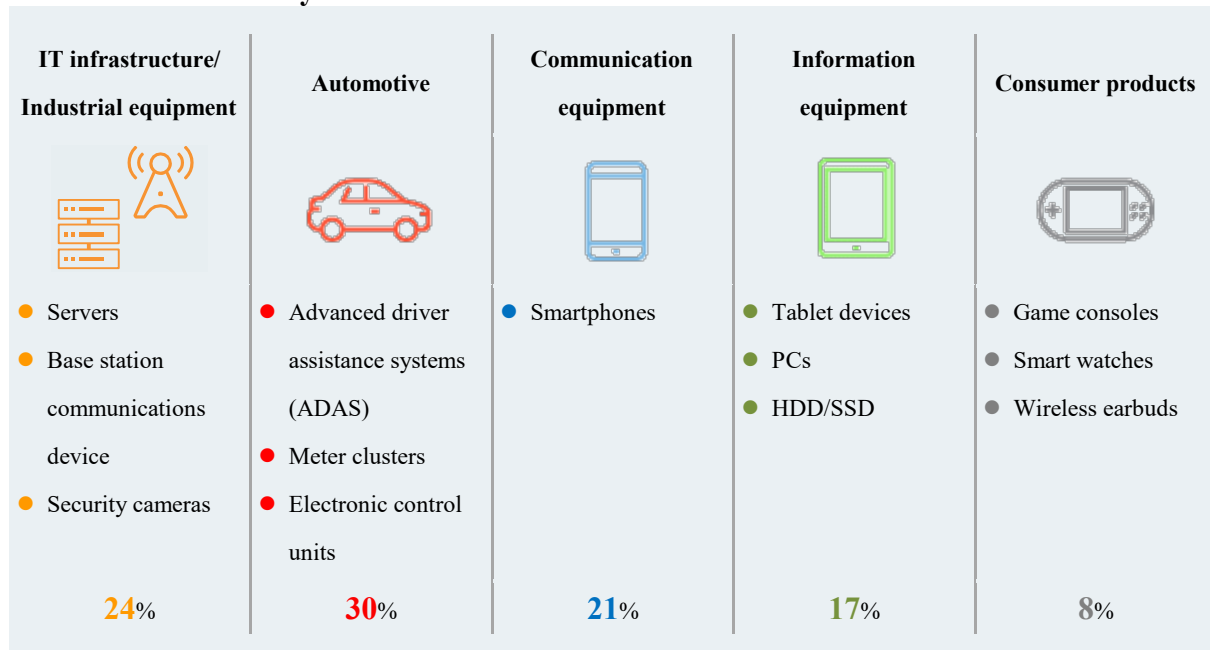 IT infrastructure/
Industrial equipment
Automotive
Communication
equipment
Information
equipment
Consumer products
● Servers
● Base station
communications
device
● Security cameras
● Advanced driver
assistance systems
(ADAS)
● Meter clusters
● Electronic control
units
● Smartphones
● Tablet devices
● PCs
● HDD/SSD
● Game consoles
● Smart watches
● Wireless earbuds
24%
30%
21%
17%
8%